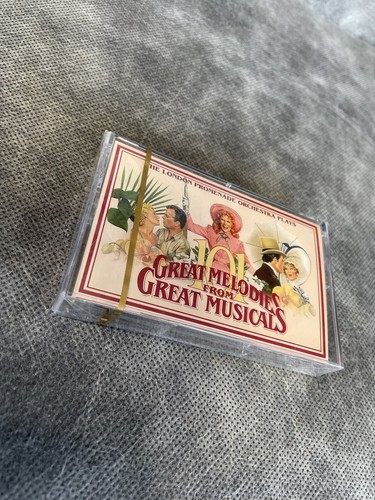 THE LONDON PROMENADE ORCHESTRA PLAYS
101
GREAT MELODIES
FROM
GREAT MUSICALS